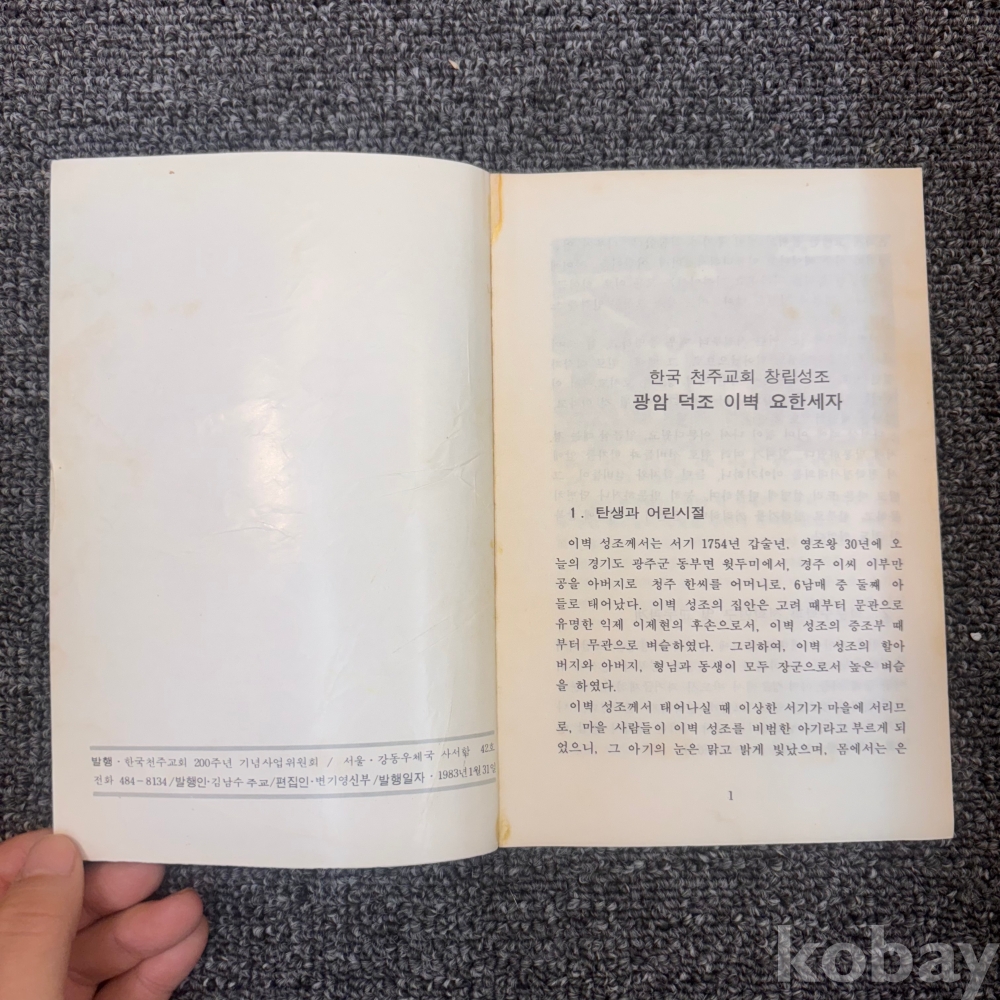 발행·한국천주교회 200주년 기념사업위원회 / 서울·강동우체국 사서함 42호
전화 484-8134/발행인·김남수 주교/편집인·변기영신부/발행일자·1983년1월31일
한국 천주교회 창립성조
광암 덕조 이벽 요한세자
1. 탄생과 어린시절
이벽 성조께서는 서기 1754년 갑술년, 영조왕 30년에 오
늘의 경기도 광주군 동부면 윗두미에서, 경주 이씨 이부만
공을 아버지로 청주 한씨를 어머니로, 6남매 중 둘째 아
들로 태어났다. 이벽 성조의 집안은 고려 때부터 문관으로
유명한 익제 이제현의 후손으로서, 이벽 성조의 증조부 때
부터 무관으로 벼슬하였다. 그리하여, 이벽 성조의 할아
버지와 아버지, 형님과 동생이 모두 장군으로서 높은 벼슬
을 하였다.
이벽 성조께서 태어나실 때 이상한 서기가 마을에 서리므
로, 마을 사람들이 이벽 성조를 비범한 아기라고 부르게 되
었으니, 그 아기의 눈은 맑고 밝게 빛났으며, 몸에서는 은
1
kobay